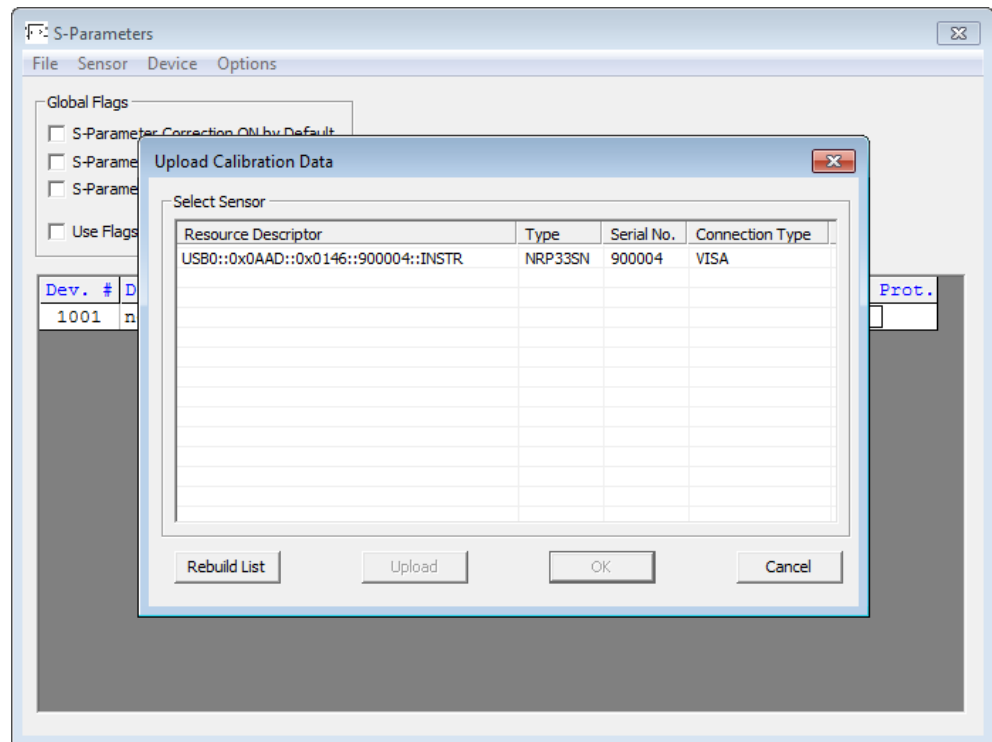 S-Parameters
File Sensor Device Options
Global Flags
S-Parameter Correction ON by Default
S-Parame
S-Parame
Use Flags
Upload Calibration Data
Select Sensor
Resource Descriptor Type Serial No. Connection Type
USB0::0x0AAD::0x0146::900004::INSTR NRP33SN 900004 VISA
Rebuild List Upload OK Cancel
Dev. # D Prot.
1001 n